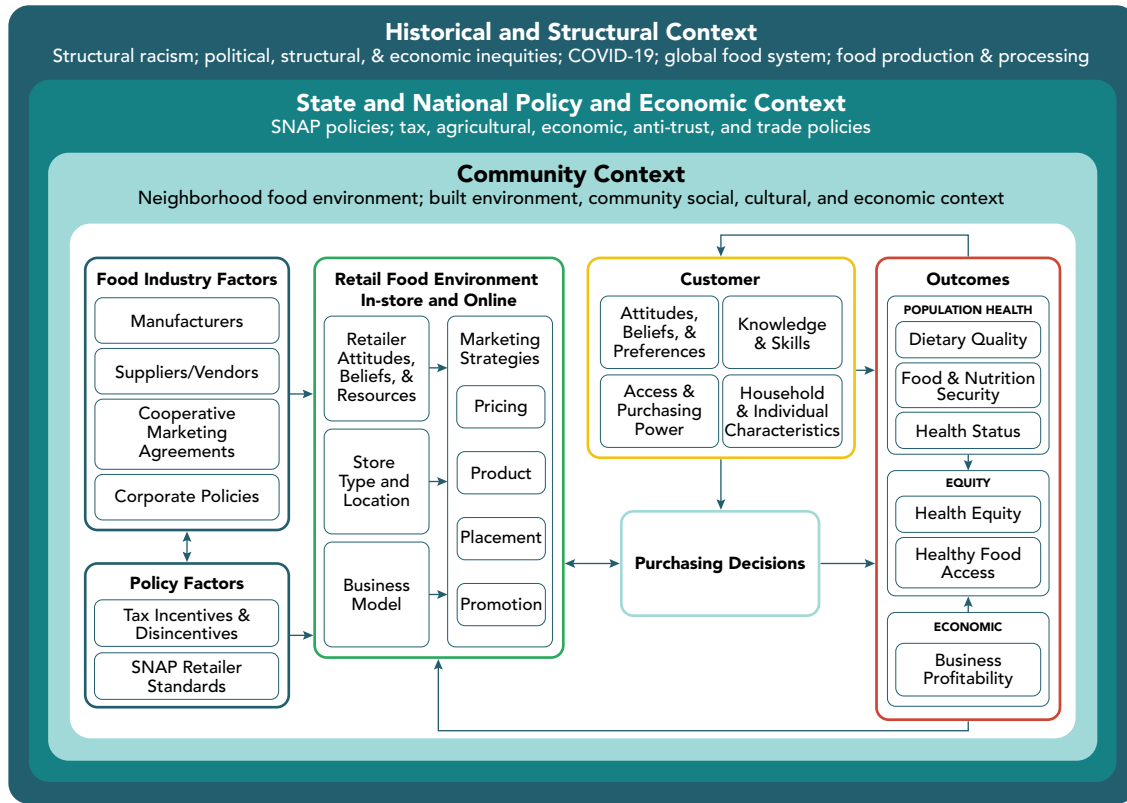 Historical and Structural Context
Structural racism; political, structural, & economic inequities; COVID-19; global food system; food production & processing
State and National Policy and Economic Context
SNAP policies; tax, agricultural, economic, anti-trust, and trade policies
Community Context
Neighborhood food environment; built environment, community social, cultural, and economic context
Food Industry Factors
Manufacturers
Suppliers/Vendors
Cooperative
Marketing
Agreements
Corporate Policies
Policy Factors
Tax Incentives &
Disincentives
SNAP Retailer
Standards
Retail Food Environment
In-store and Online
Retailer
Attitudes,
Beliefs, &
Resources
Store
Type and
Location
Business
Model
Marketing
Strategies
Pricing
Product
Placement
Promotion
Customer
Attitudes,
Beliefs, &
Preferences
Knowledge
& Skills
Access &
Purchasing
Power
Household
& Individual
Characteristics
Purchasing Decisions
Outcomes
POPULATION HEALTH
Dietary Quality
Food & Nutrition
Security
Health Status
EQUITY
Health Equity
Healthy Food
Access
ECONOMIC
Business
Profitability